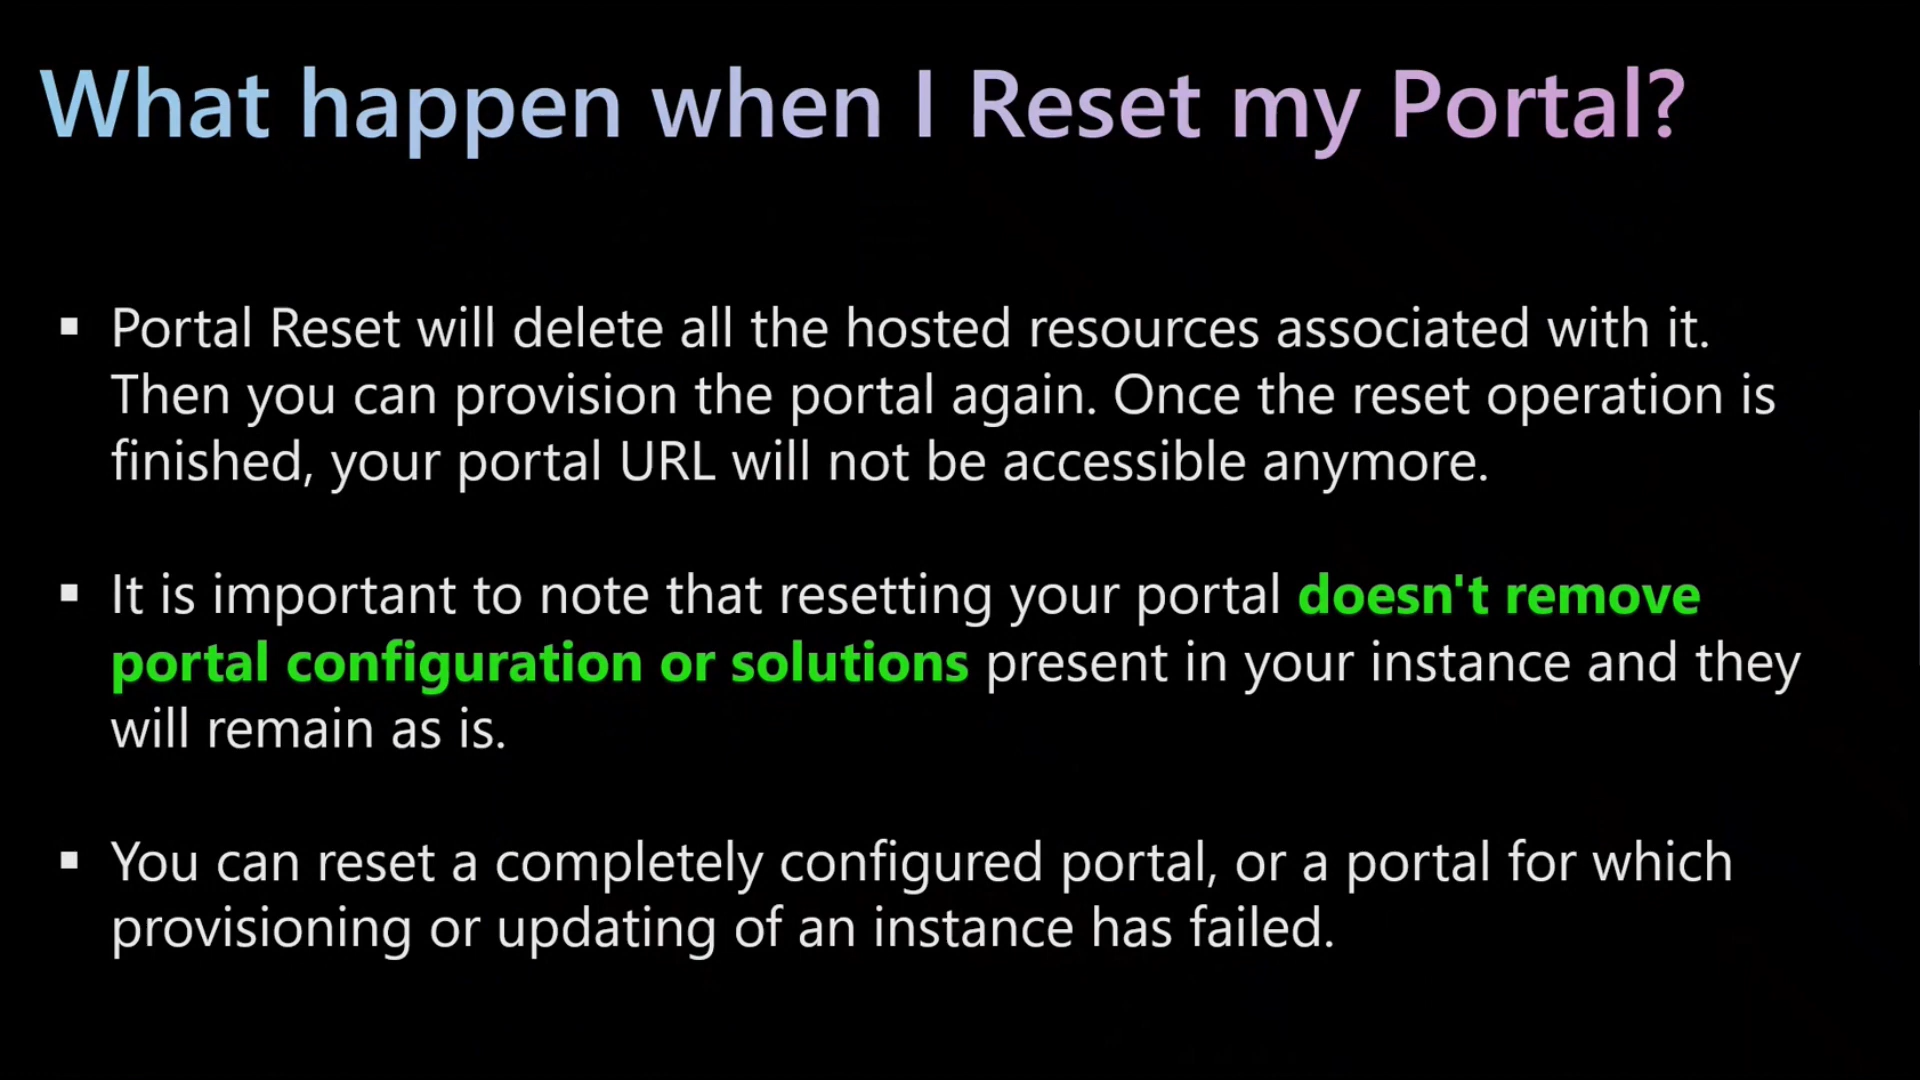 What happen when I Reset my Portal?
▪ Portal Reset will delete all the hosted resources associated with it.
Then you can provision the portal again. Once the reset operation is
finished, your portal URL will not be accessible anymore.
▪ It is important to note that resetting your portal doesn't remove
portal configuration or solutions present in your instance and they
will remain as is.
▪ You can reset a completely configured portal, or a portal for which
provisioning or updating of an instance has failed.